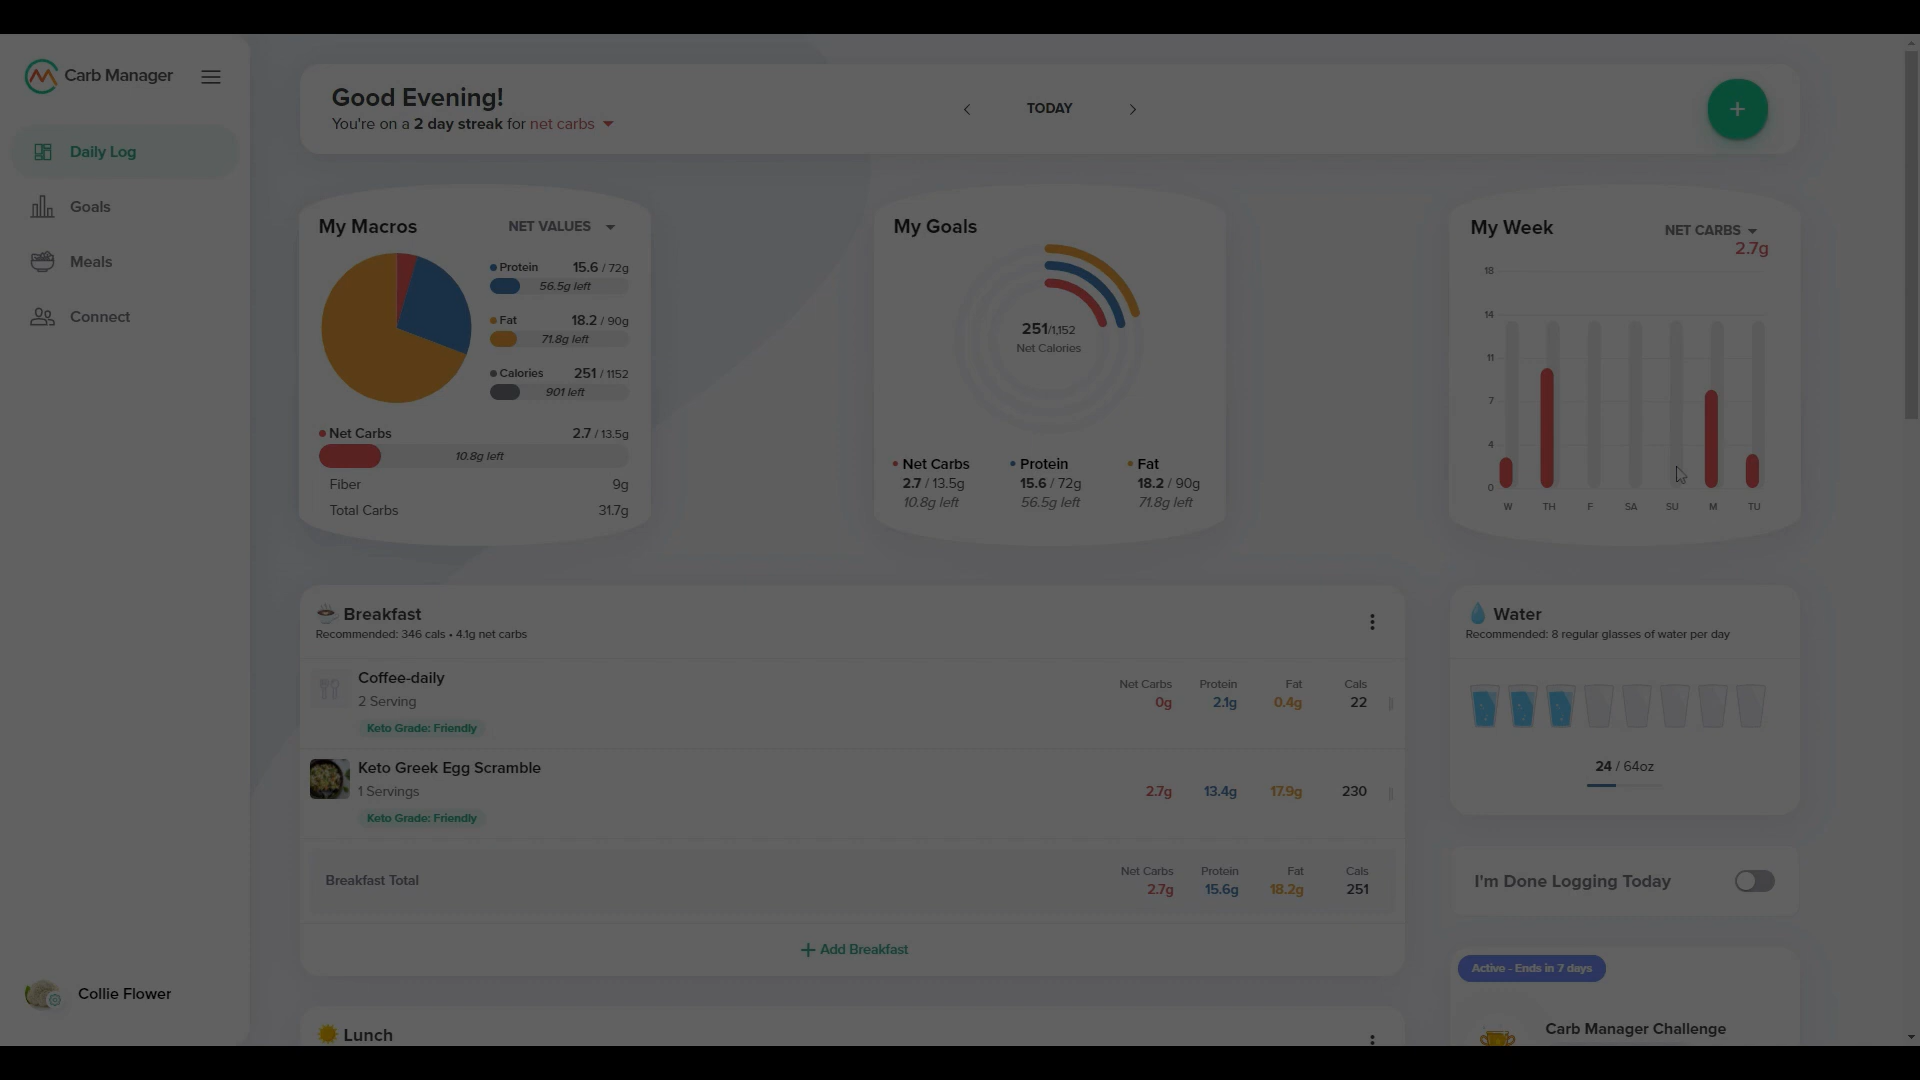 Carb Manager
Daily Log
Goals
Meals
Connect
Collie Flower
Good Evening!
You're on a 2 day streak for net carbs
TODAY
+
My Macros
NET VALUES
Protein 15.6 / 72g
56.5g left
Fat 18.2 / 90g
71.8g left
Calories 251 / 1152
901 left
Net Carbs 2.7 / 13.5g
10.8g left
Fiber 9g
Total Carbs 31.7g
My Goals
251/1,152
Net Calories
Net Carbs Protein Fat
2.7 / 13.5g 15.6 / 72g 18.2 / 90g
10.8g left 56.5g left 71.8g left
My Week
NET CARBS
2.7g
18
14
11
7
4
0
W TH F SA SU M TU
Breakfast
Recommended: 346 cals • 4.1g net carbs
Coffee-daily
2 Serving
Keto Grade: Friendly
Net Carbs Protein Fat Cals
0g 2.1g 0.4g 22
Keto Greek Egg Scramble
1 Servings
Keto Grade: Friendly
2.7g 13.4g 17.9g 230
Breakfast Total
Net Carbs Protein Fat Cals
2.7g 15.6g 18.2g 251
+ Add Breakfast
Lunch
Water
Recommended: 8 regular glasses of water per day
24 / 64oz
I'm Done Logging Today
Active - Ends in 7 days
Carb Manager Challenge